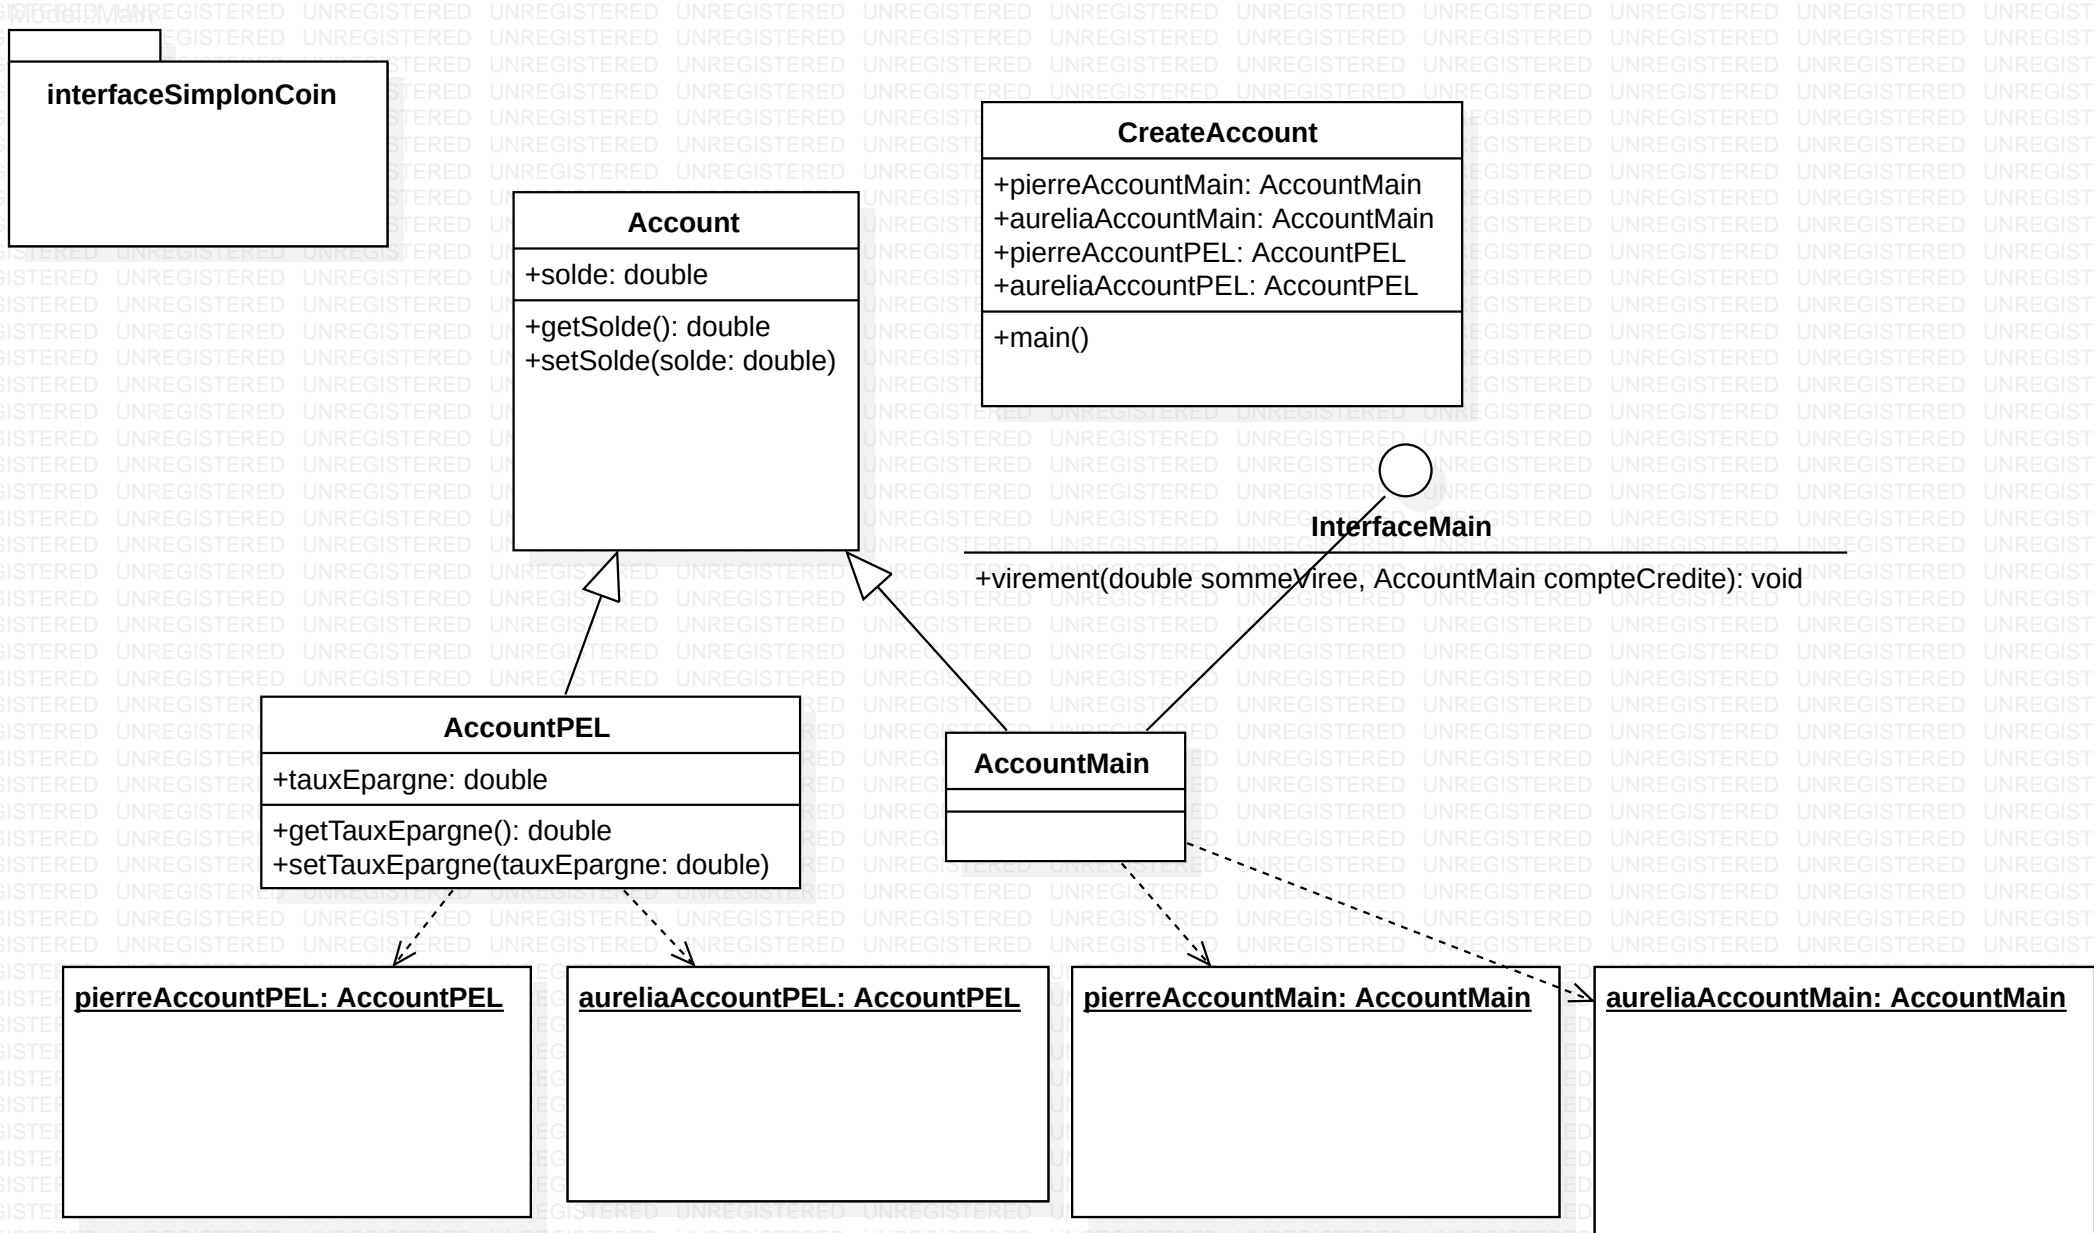 Model::Main
interfaceSimplonCoin
CreateAccount
+pierreAccountMain: AccountMain
+aureliaAccountMain: AccountMain
+pierreAccountPEL: AccountPEL
+aureliaAccountPEL: AccountPEL
+main()
Account
+solde: double
+getSolde(): double
+setSolde(solde: double)
InterfaceMain
+virement(double sommeViree, AccountMain compteCredite): void
AccountPEL
+tauxEpargne: double
+getTauxEpargne(): double
+setTauxEpargne(tauxEpargne: double)
AccountMain
pierreAccountPEL: AccountPEL
aureliaAccountPEL: AccountPEL
pierreAccountMain: AccountMain
aureliaAccountMain: AccountMain
UNREGISTERED